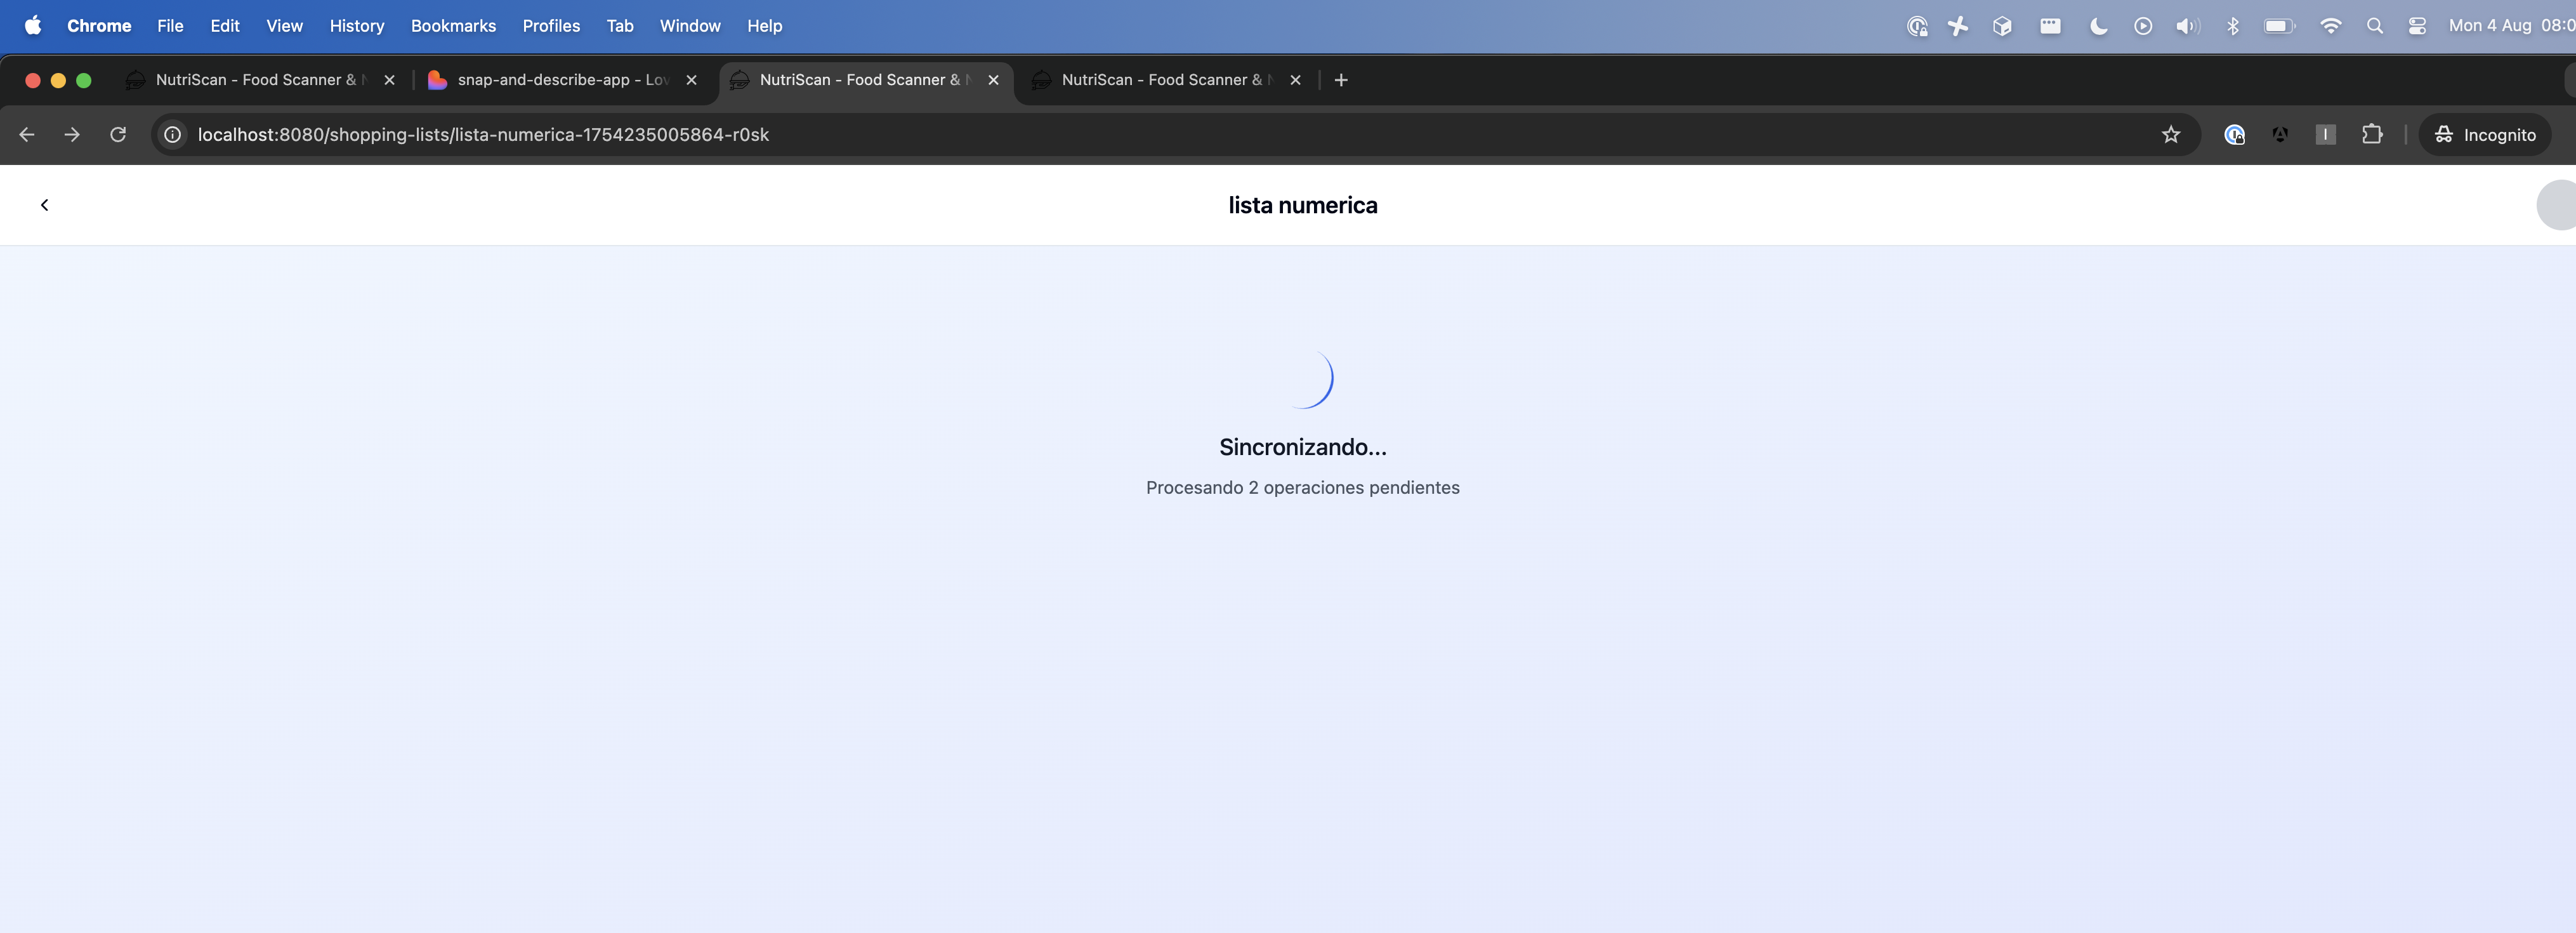 Chrome File Edit View History Bookmarks Profiles Tab Window Help Mon 4 Aug 08:0
NutriScan - Food Scanner & snap-and-describe-app - Lov NutriScan - Food Scanner & NutriScan - Food Scanner &
localhost:8080/shopping-lists/lista-numerica-1754235005864-r0sk Incognito
lista numerica
Sincronizando...
Procesando 2 operaciones pendientes